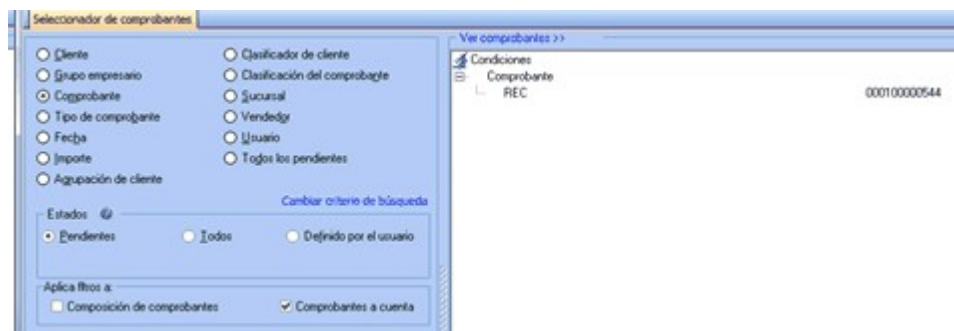 Seleccionador de comprobantes
Cliente
Grupo empresario
Comprobante
Tipo de comprobante
Fecha
Importe
Agrupación de cliente
Clasificador de cliente
Clasificación del comprobante
Sucursal
Vendedor
Usuario
Todos los pendientes
Cambiar criterio de búsqueda
Estados
Pendientes Todos Definido por el usuario
Aplica filtros a:
Composición de comprobantes Comprobantes a cuenta
Ver comprobantes >>
Condiciones
Comprobante
REC 000100000544